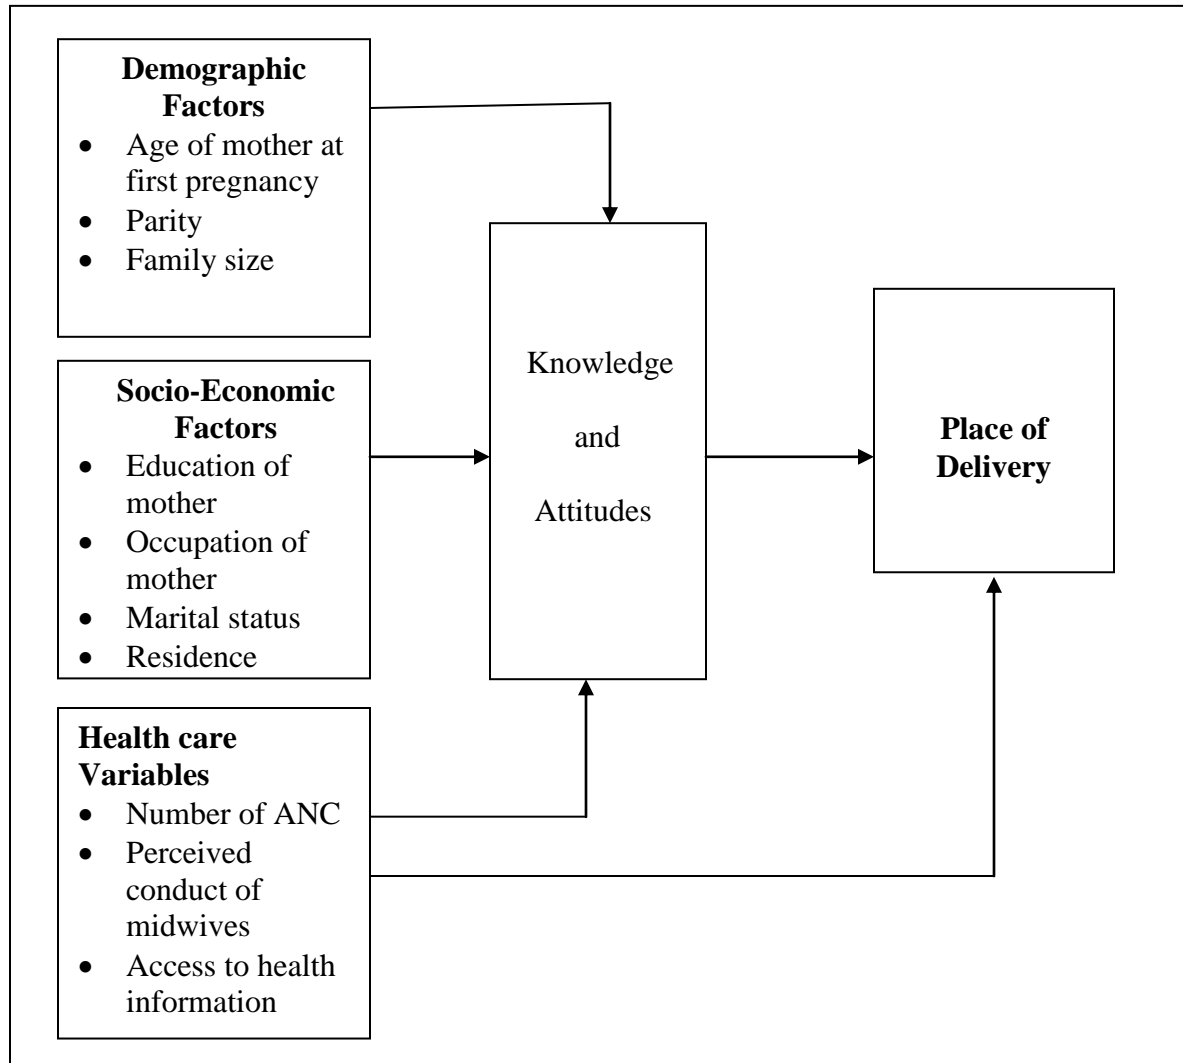 Demographic
Factors
• Age of mother at
first pregnancy
• Parity
• Family size
Socio-Economic
Factors
• Education of
mother
• Occupation of
mother
• Marital status
• Residence
Health care
Variables
• Number of ANC
• Perceived
conduct of
midwives
• Access to health
information
Knowledge
and
Attitudes
Place of
Delivery